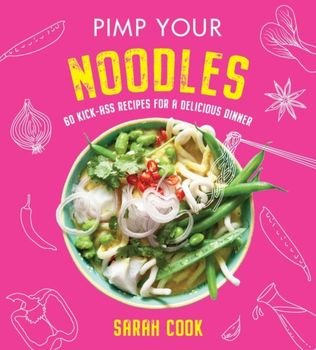 PIMP YOUR
NOODLES
60 KICK-ASS RECIPES FOR A DELICIOUS DINNER
SARAH COOK